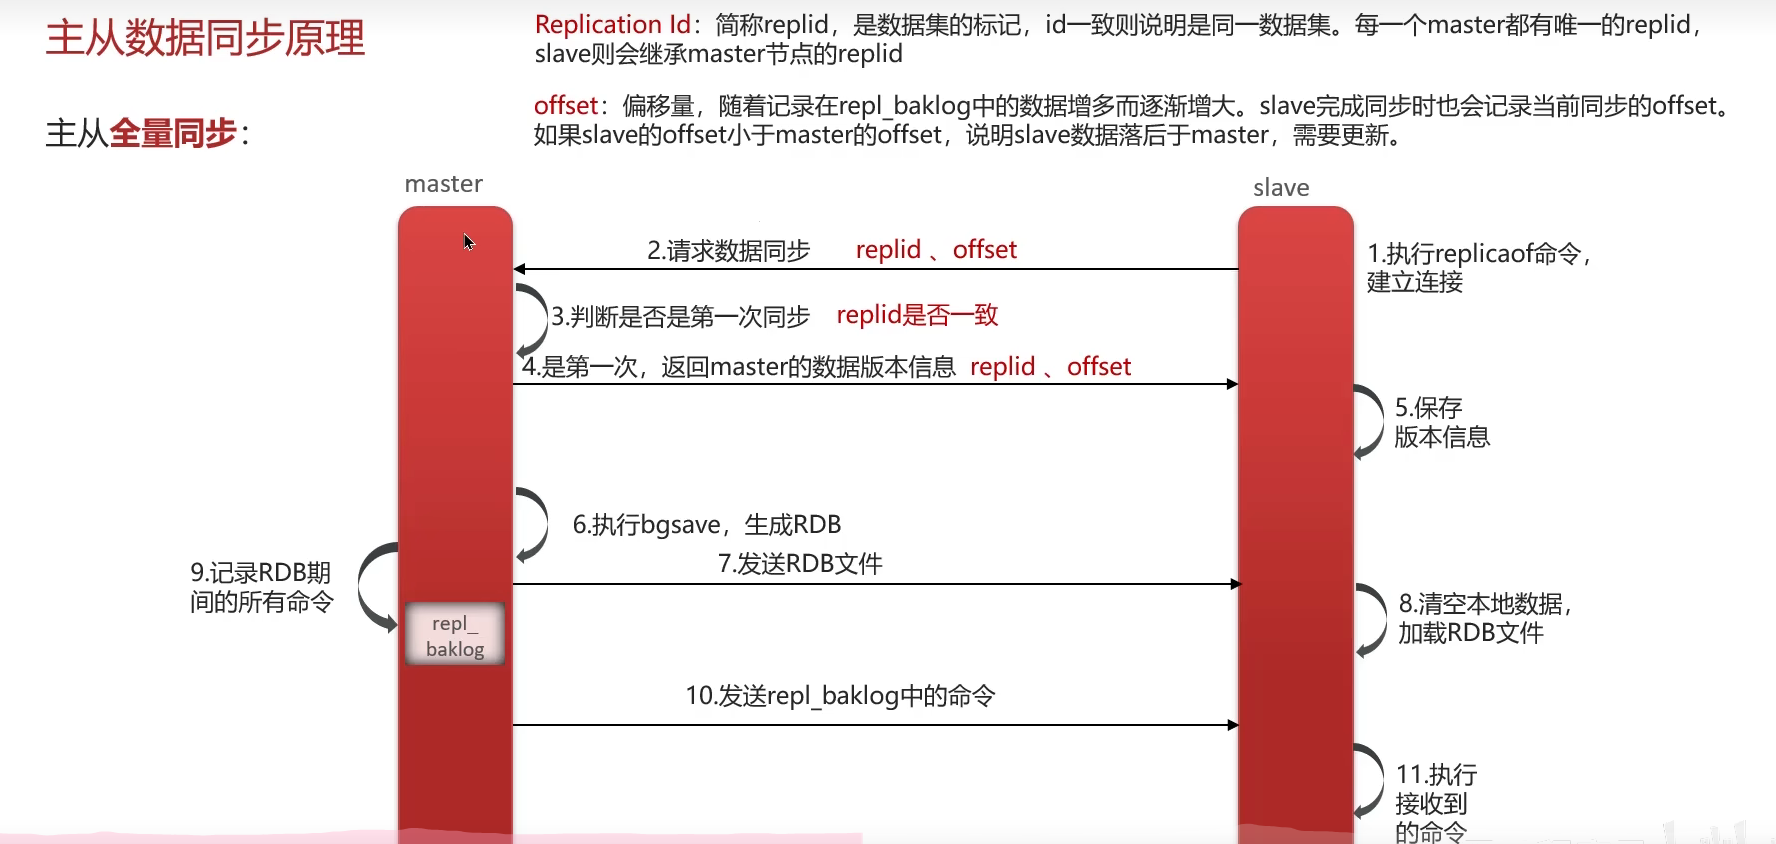 主从数据同步原理
Replication Id：简称replid，是数据集的标记，id一致则说明是同一数据集。每一个master都有唯一的replid，
slave则会继承master节点的replid
offset：偏移量，随着记录在repl_baklog中的数据增多而逐渐增大。slave完成同步时也会记录当前同步的offset。
如果slave的offset小于master的offset，说明slave数据落后于master，需要更新。
主从全量同步：
master
slave
1.执行replicaof命令，
建立连接
2.请求数据同步 replid 、offset
3.判断是否是第一次同步 replid是否一致
4.是第一次，返回master的数据版本信息 replid 、offset
5.保存
版本信息
6.执行bgsave，生成RDB
7.发送RDB文件
8.清空本地数据，
加载RDB文件
9.记录RDB期
间的所有命令
repl_
baklog
10.发送repl_baklog中的命令
11.执行
接收到
的命令